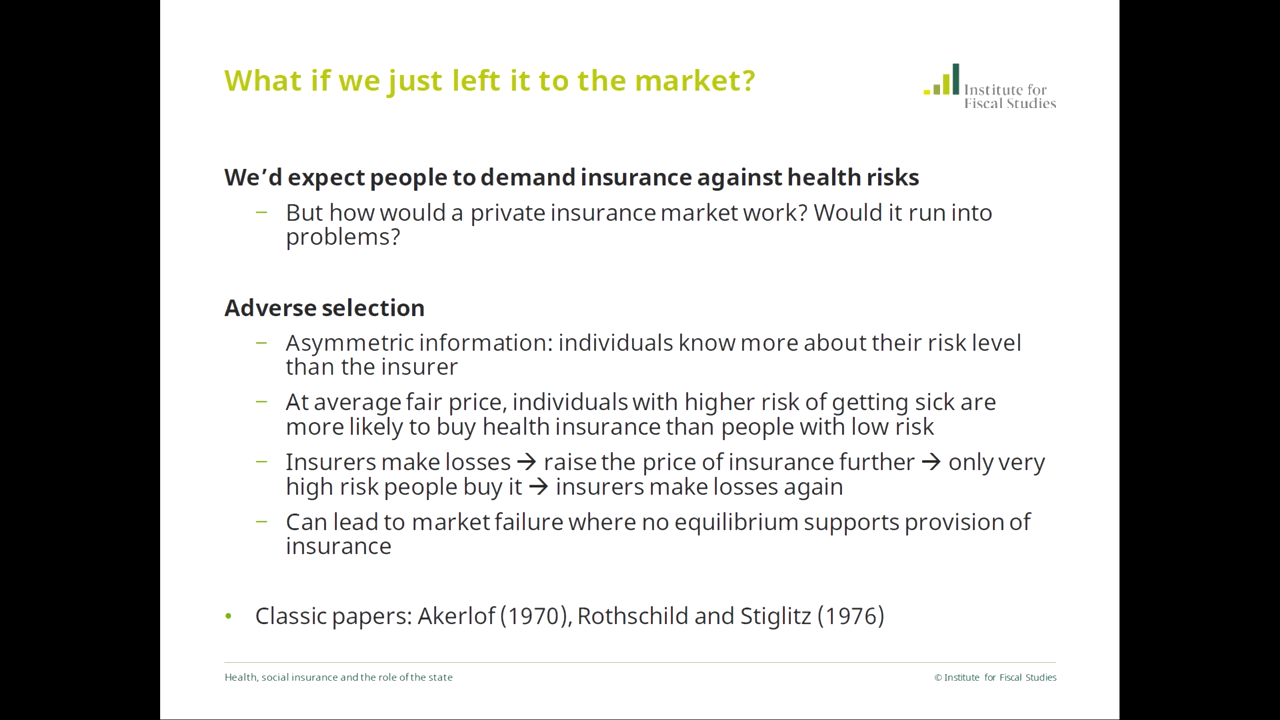 What if we just left it to the market?
Institute for
Fiscal Studies
We’d expect people to demand insurance against health risks
– But how would a private insurance market work? Would it run into
problems?
Adverse selection
– Asymmetric information: individuals know more about their risk level
than the insurer
– At average fair price, individuals with higher risk of getting sick are
more likely to buy health insurance than people with low risk
– Insurers make losses → raise the price of insurance further → only very
high risk people buy it → insurers make losses again
– Can lead to market failure where no equilibrium supports provision of
insurance
• Classic papers: Akerlof (1970), Rothschild and Stiglitz (1976)
Health, social insurance and the role of the state
© Institute for Fiscal Studies